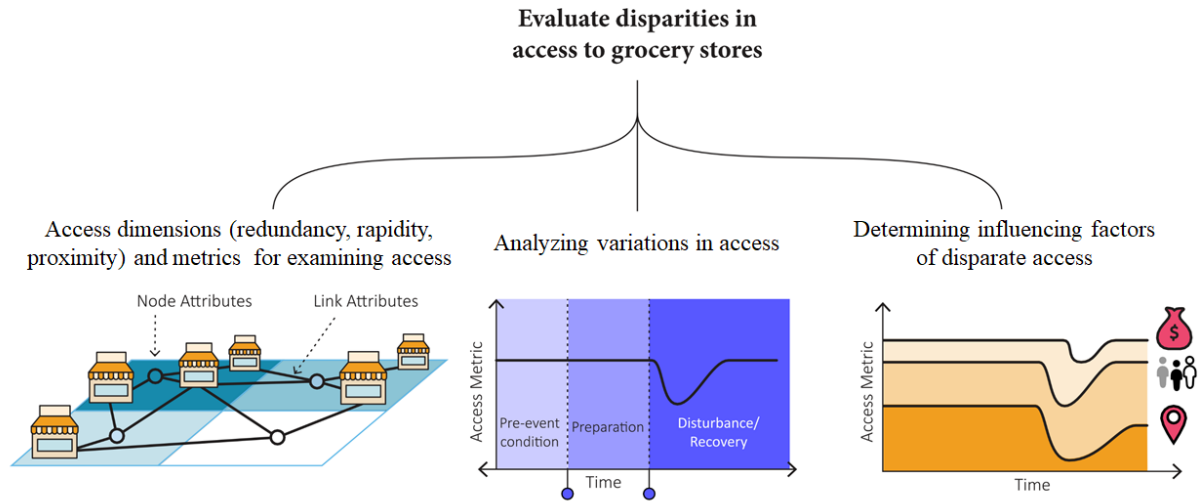 Evaluate disparities in
access to grocery stores
Access dimensions (redundancy, rapidity,
proximity) and metrics for examining access
Node Attributes
Link Attributes
Analyzing variations in access
Access Metric
Pre-event
condition
Preparation
Disturbance/
Recovery
Time
Determining influencing factors
of disparate access
Access Metric
$
Time